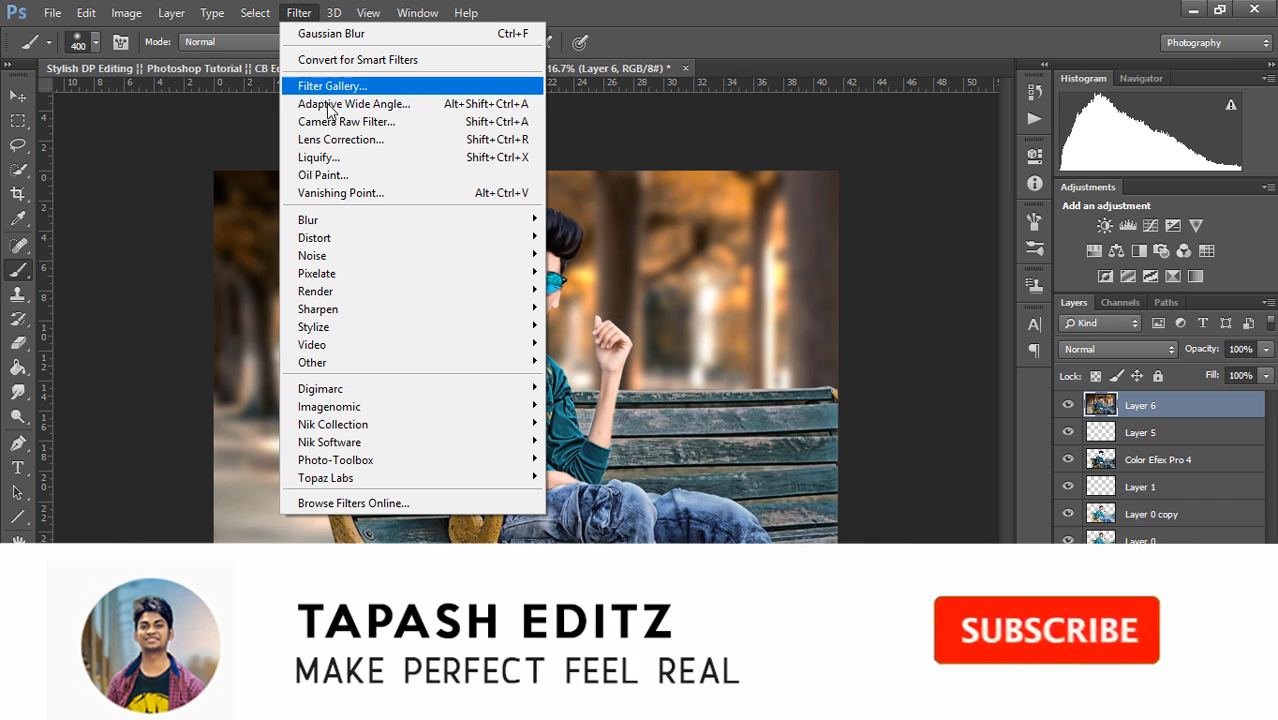 Ps File Edit Image Layer Type Select Filter 3D View Window Help
400 Mode: Normal
Photography
Stylish DP Editing || Photoshop Tutorial || CB Ed
16.7% (Layer 6, RGB/8#) * ×
Gaussian Blur Ctrl+F
Convert for Smart Filters
Filter Gallery...
Adaptive Wide Angle... Alt+Shift+Ctrl+A
Camera Raw Filter... Shift+Ctrl+A
Lens Correction... Shift+Ctrl+R
Liquify... Shift+Ctrl+X
Oil Paint...
Vanishing Point... Alt+Ctrl+V
Blur
Distort
Noise
Pixelate
Render
Sharpen
Stylize
Video
Other
Digimarc
Imagenomic
Nik Collection
Nik Software
Photo-Toolbox
Topaz Labs
Browse Filters Online...
Histogram Navigator
Adjustments
Add an adjustment
Layers Channels Paths
Kind
Normal Opacity: 100%
Lock: Fill: 100%
Layer 6
Layer 5
Color Efex Pro 4
Layer 1
Layer 0 copy
Layer 0
TAPASH EDITZ
MAKE PERFECT FEEL REAL
SUBSCRIBE